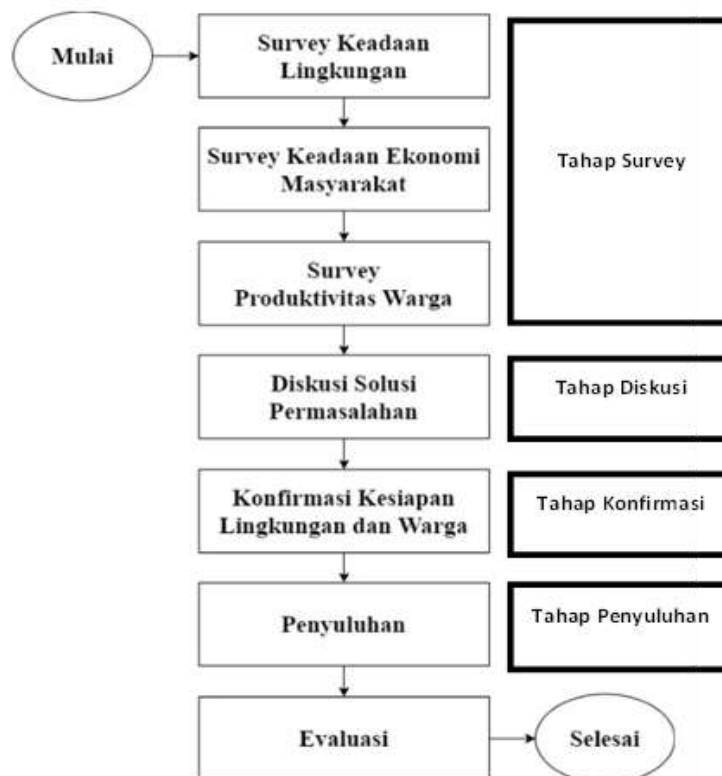 Mulai
Survey Keadaan
Lingkungan
Survey Keadaan Ekonomi
Masyarakat
Tahap Survey
Survey
Produktivitas Warga
Diskusi Solusi
Permasalahan
Tahap Diskusi
Konfirmasi Kesiapan
Lingkungan dan Warga
Tahap Konfirmasi
Penyuluhan
Tahap Penyuluhan
Evaluasi
Selesai